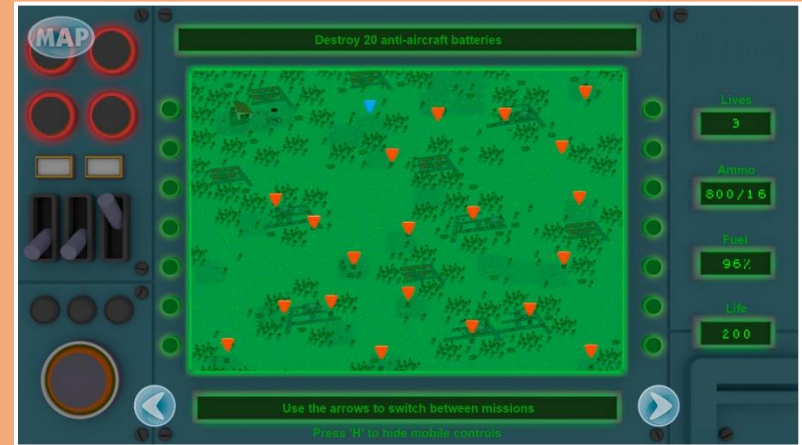 MAP
Destroy 20 anti-aircraft batteries
Lives
3
Ammo
800/16
Fuel
96%
Life
200
Use the arrows to switch between missions
Press 'H' to hide mobile controls